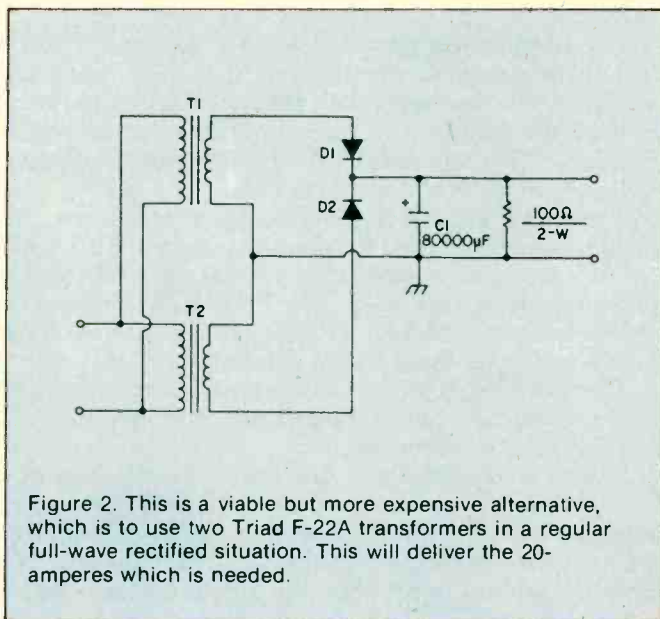 T1
D1
D2
+
C1
80000µF
100Ω
2-W
T2
Figure 2. This is a viable but more expensive alternative,
which is to use two Triad F-22A transformers in a regular
full-wave rectified situation. This will deliver the 20-
amperes which is needed.